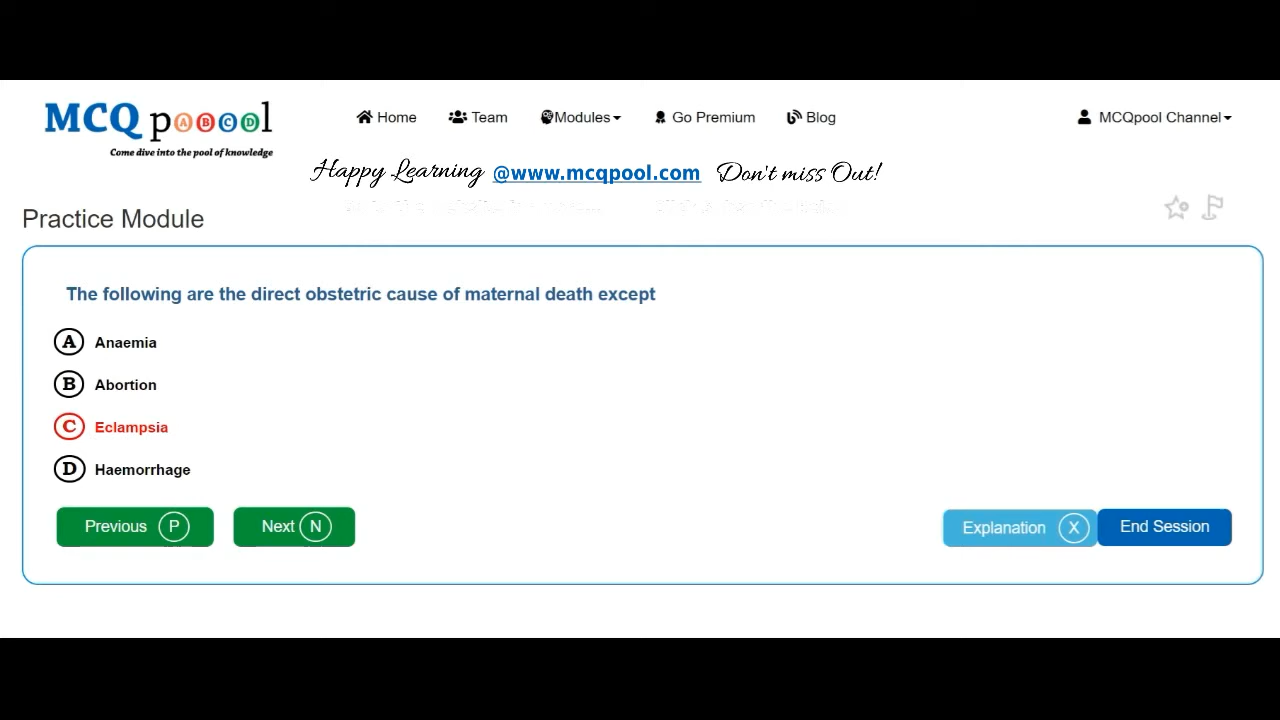 MCQ pooool
Come dive into the pool of knowledge
Home Team Modules Go Premium Blog MCQpool Channel
Happy Learning @www.mcqpool.com Don't miss Out!
Practice Module
The following are the direct obstetric cause of maternal death except
A Anaemia
B Abortion
C Eclampsia
D Haemorrhage
Previous P Next N Explanation X End Session